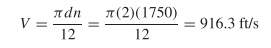 V = πdn/12 = π(2)(1750)/12 = 916.3 ft/s